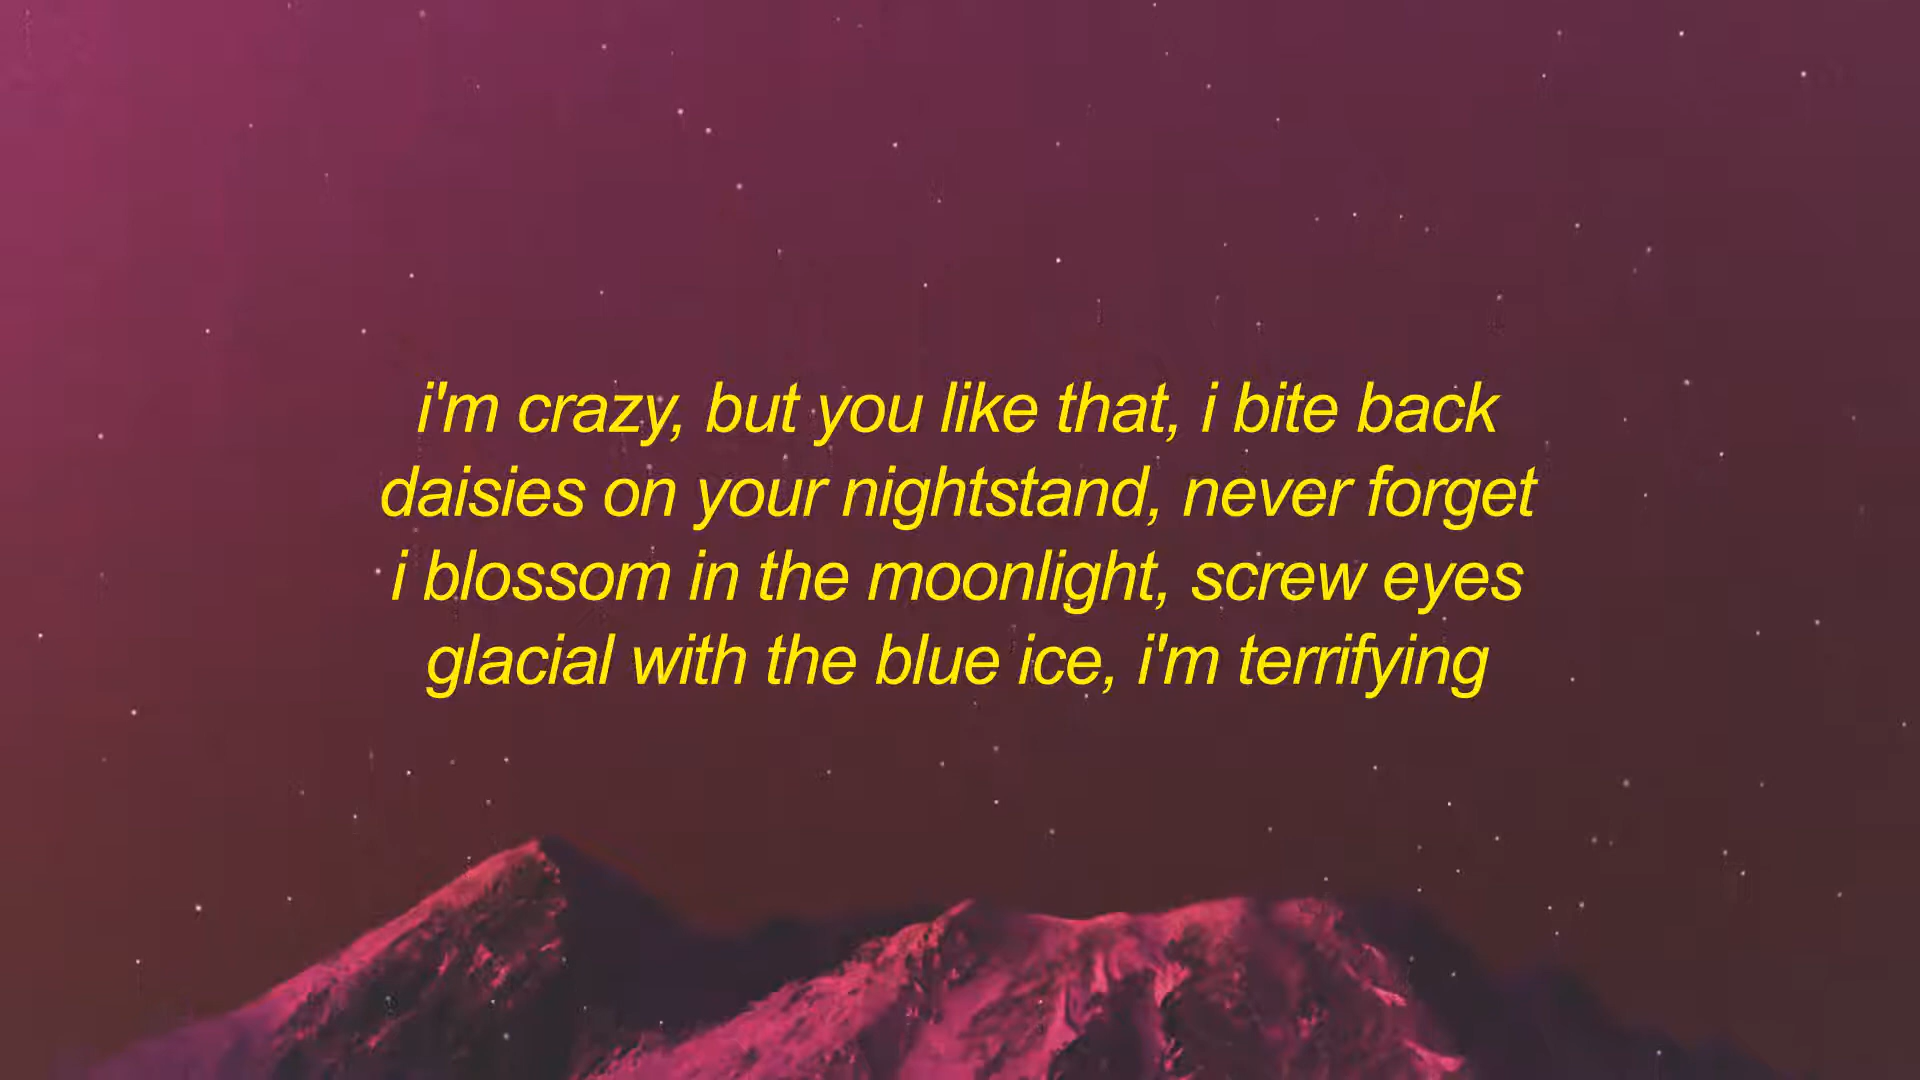 i'm crazy, but you like that, i bite back
daisies on your nightstand, never forget
i blossom in the moonlight, screw eyes
glacial with the blue ice, i'm terrifying